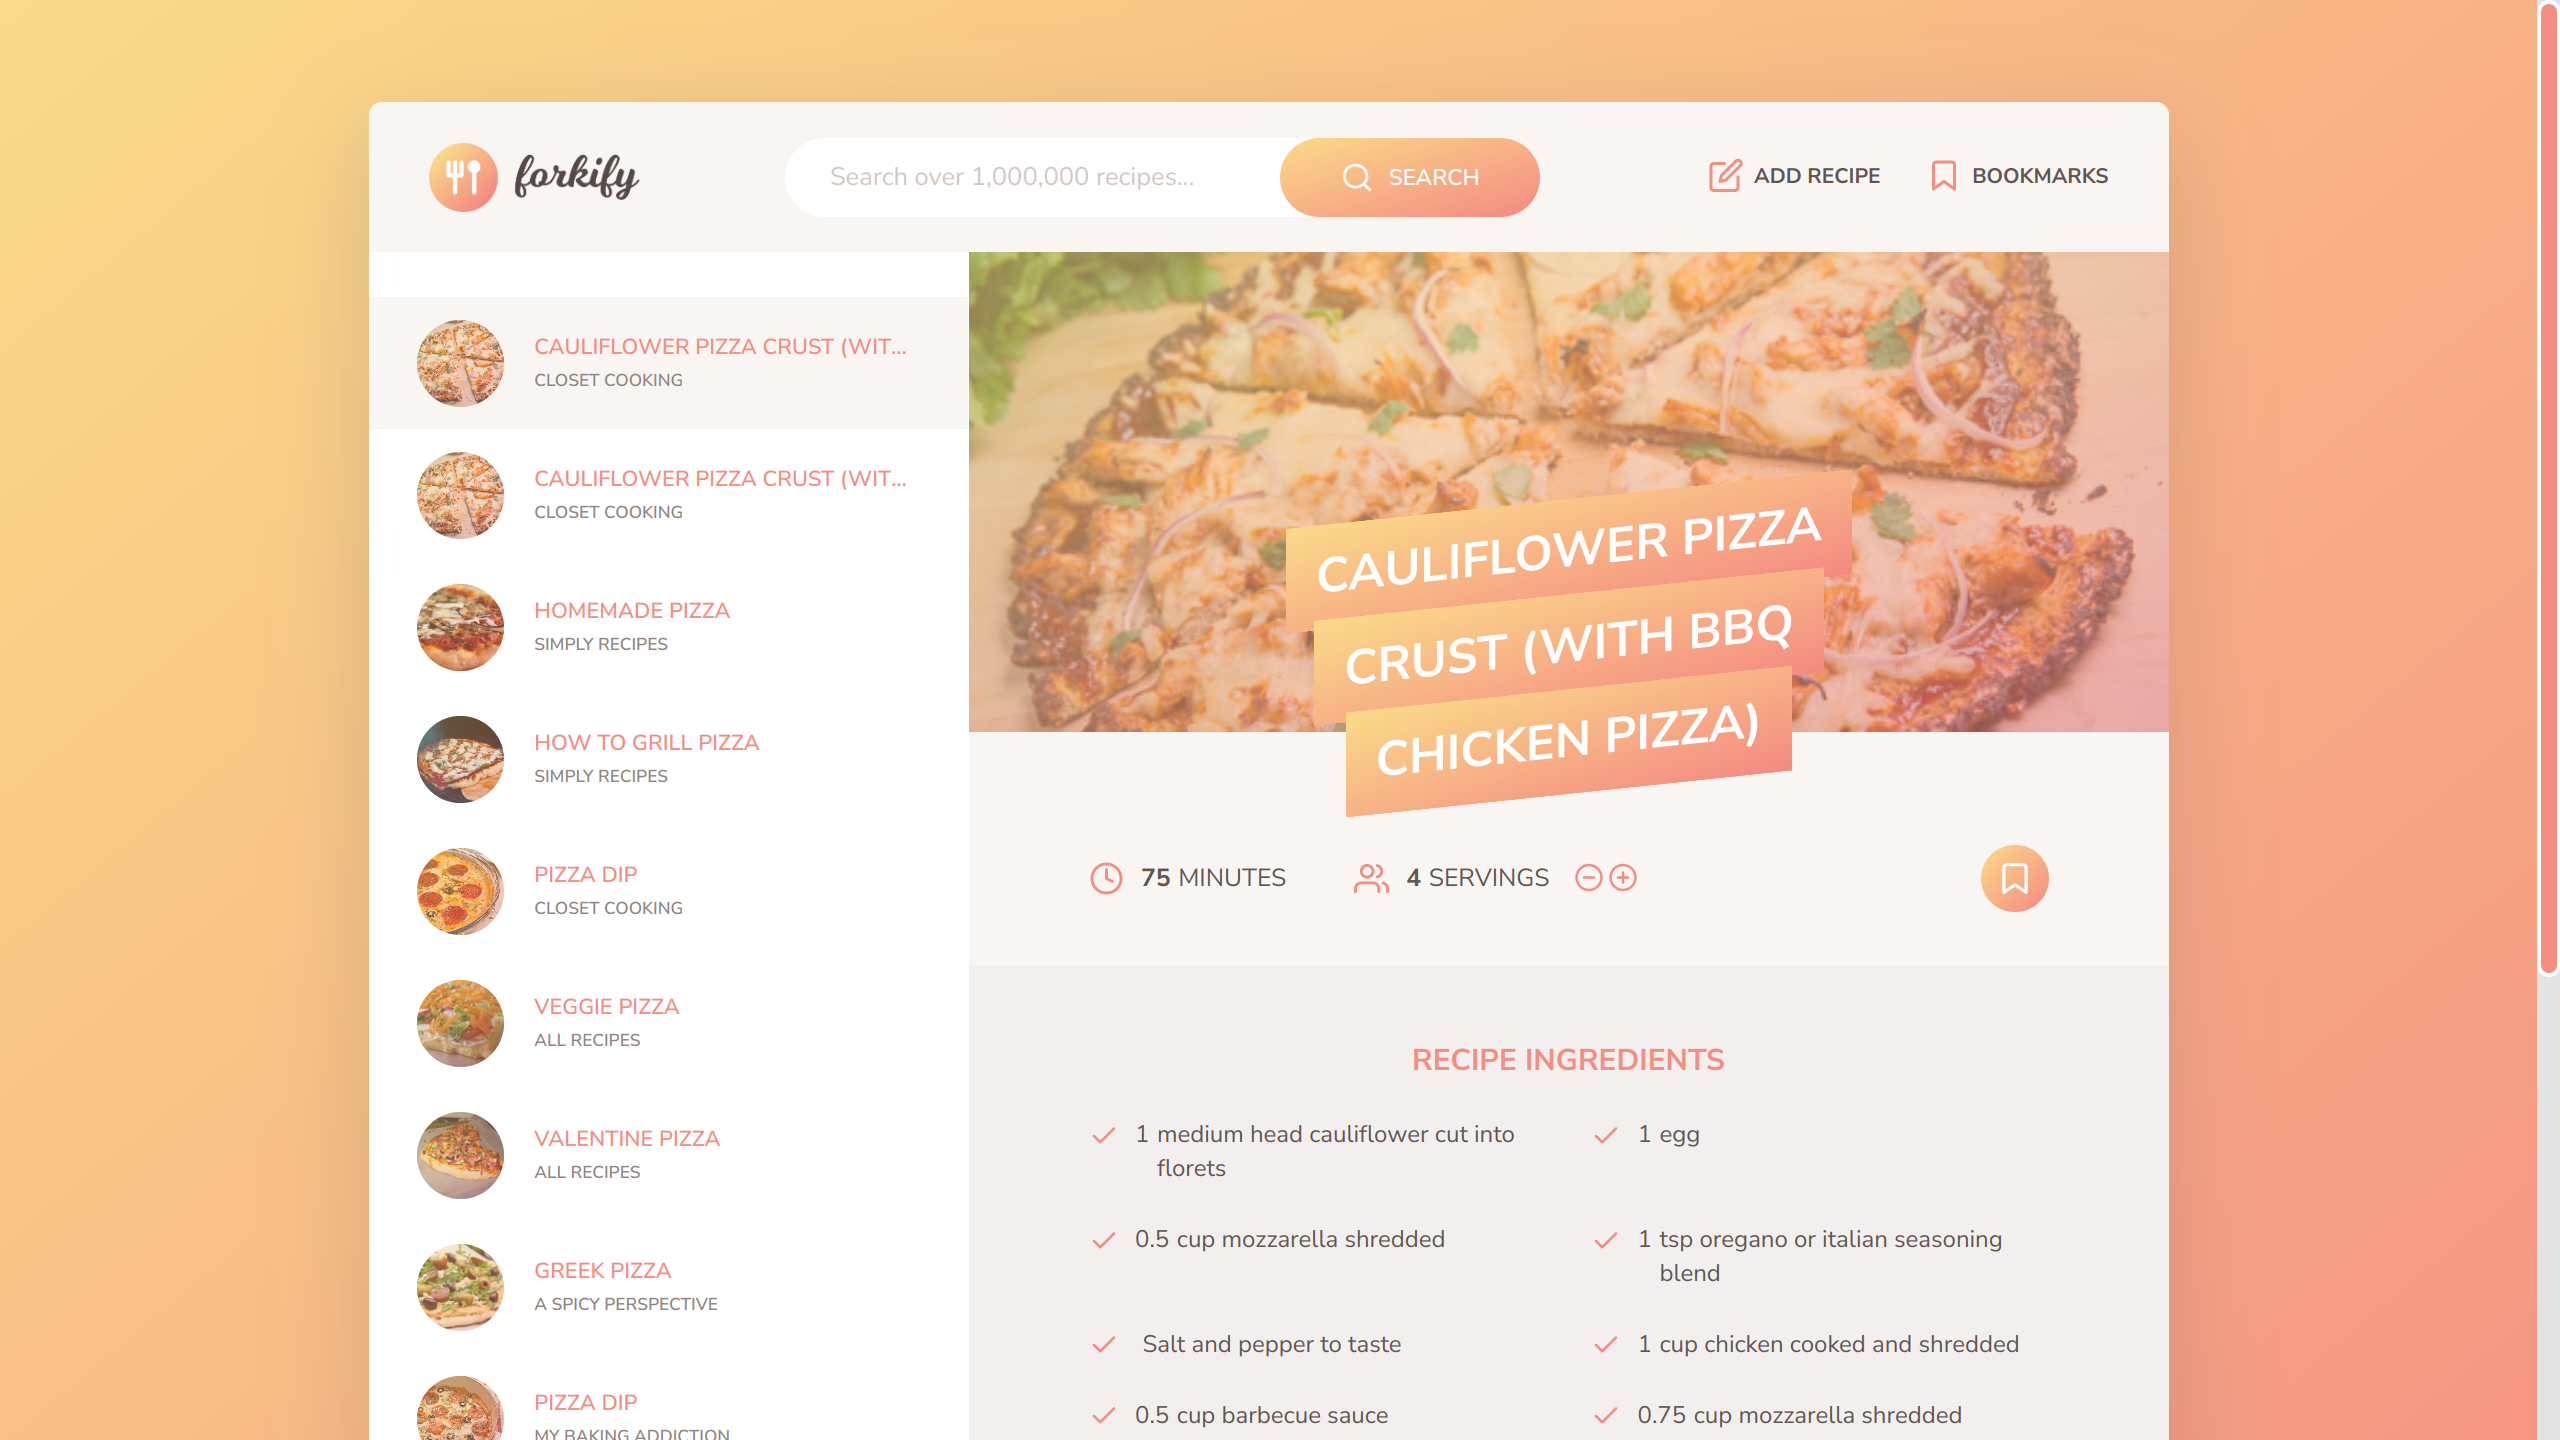 forkify
Search over 1,000,000 recipes...
SEARCH
ADD RECIPE
BOOKMARKS
CAULIFLOWER PIZZA CRUST (WIT...
CLOSET COOKING
CAULIFLOWER PIZZA CRUST (WIT...
CLOSET COOKING
HOMEMADE PIZZA
SIMPLY RECIPES
HOW TO GRILL PIZZA
SIMPLY RECIPES
PIZZA DIP
CLOSET COOKING
VEGGIE PIZZA
ALL RECIPES
VALENTINE PIZZA
ALL RECIPES
GREEK PIZZA
A SPICY PERSPECTIVE
PIZZA DIP
MY BAKING ADDICTION
CAULIFLOWER PIZZA
CRUST (WITH BBQ
CHICKEN PIZZA)
75 MINUTES
4 SERVINGS
RECIPE INGREDIENTS
1 medium head cauliflower cut into
florets
1 egg
0.5 cup mozzarella shredded
1 tsp oregano or italian seasoning
blend
Salt and pepper to taste
1 cup chicken cooked and shredded
0.5 cup barbecue sauce
0.75 cup mozzarella shredded